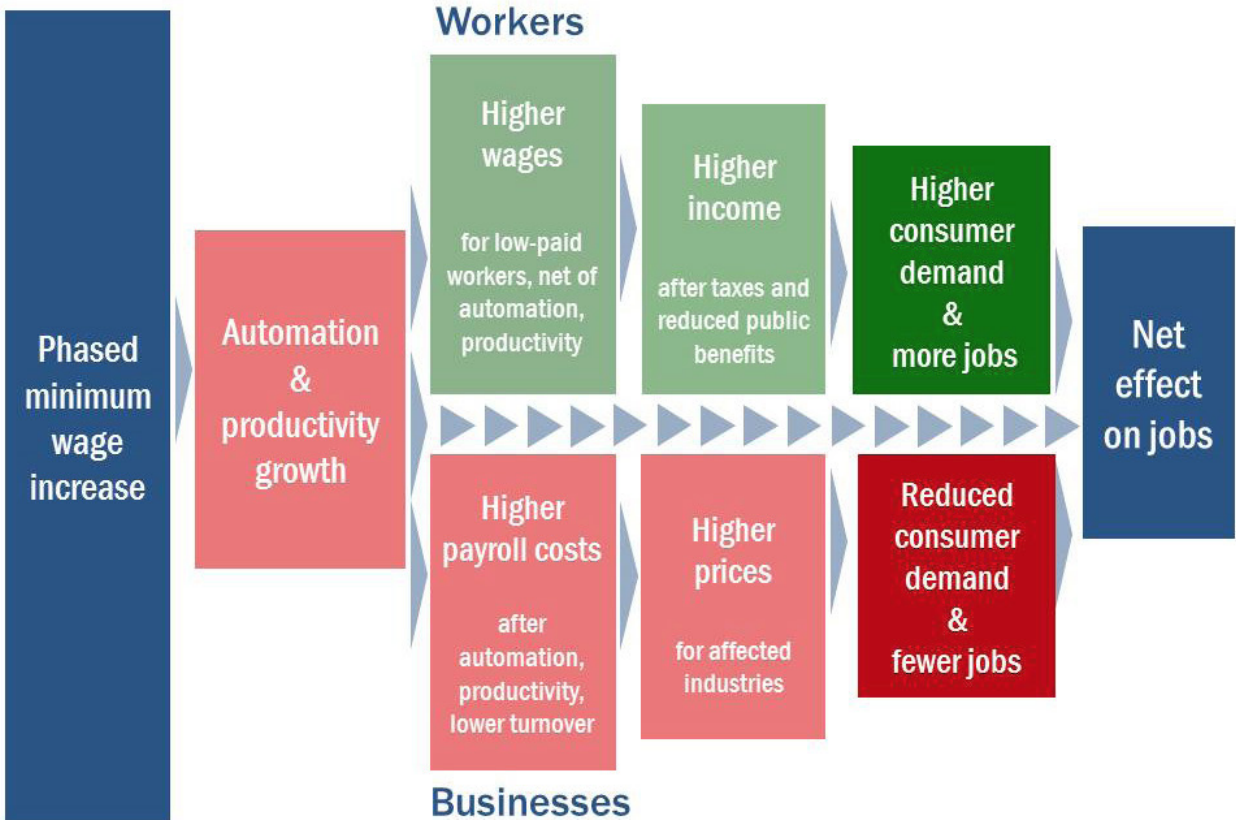 Workers
Phased
minimum
wage
increase
Automation
&
productivity
growth
Higher
wages
for low-paid
workers, net of
automation,
productivity
Higher
income
after taxes and
reduced public
benefits
Higher
consumer
demand
&
more jobs
Higher
payroll costs
after
automation,
productivity,
lower turnover
Higher
prices
for affected
industries
Reduced
consumer
demand
&
fewer jobs
Net
effect
on jobs
Businesses